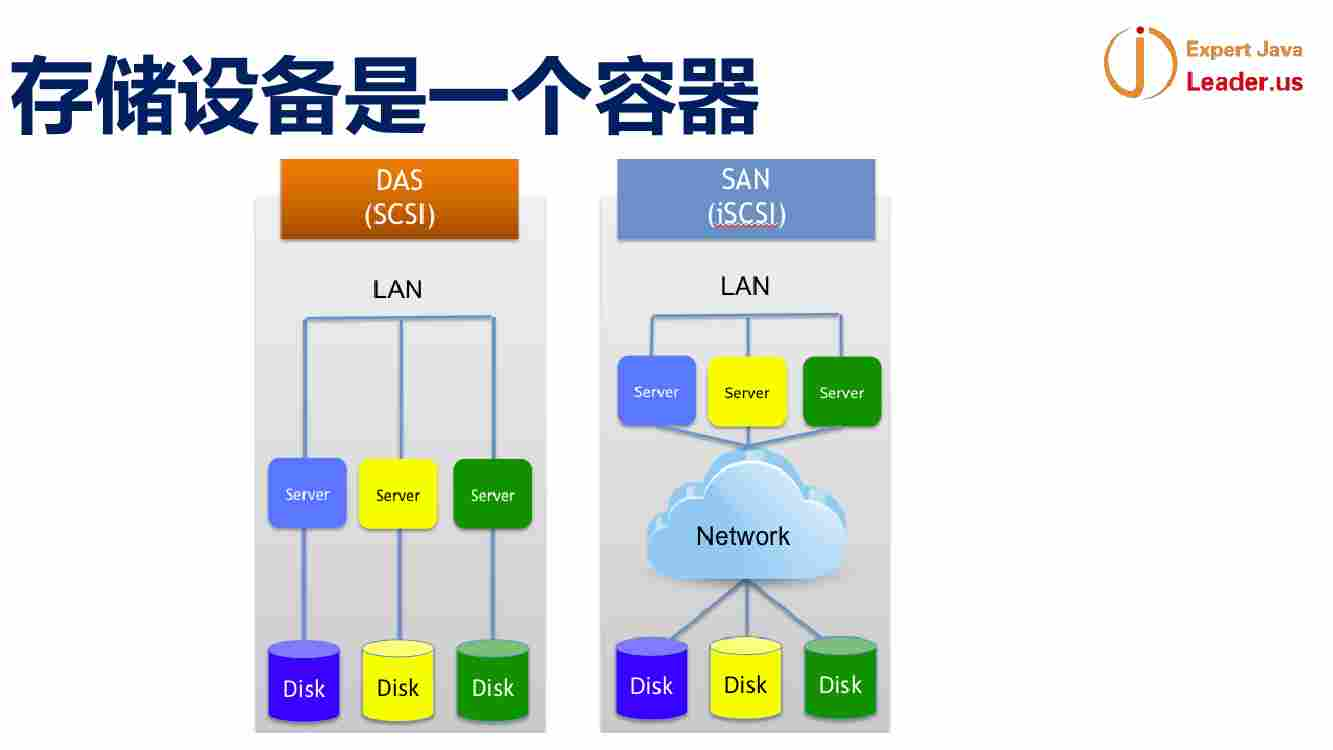 存储设备是一个容器
Expert Java
Leader.us
DAS
(SCSI)
LAN
Server
Server
Server
Disk
Disk
Disk
SAN
(iSCSI)
LAN
Server
Server
Server
Network
Disk
Disk
Disk